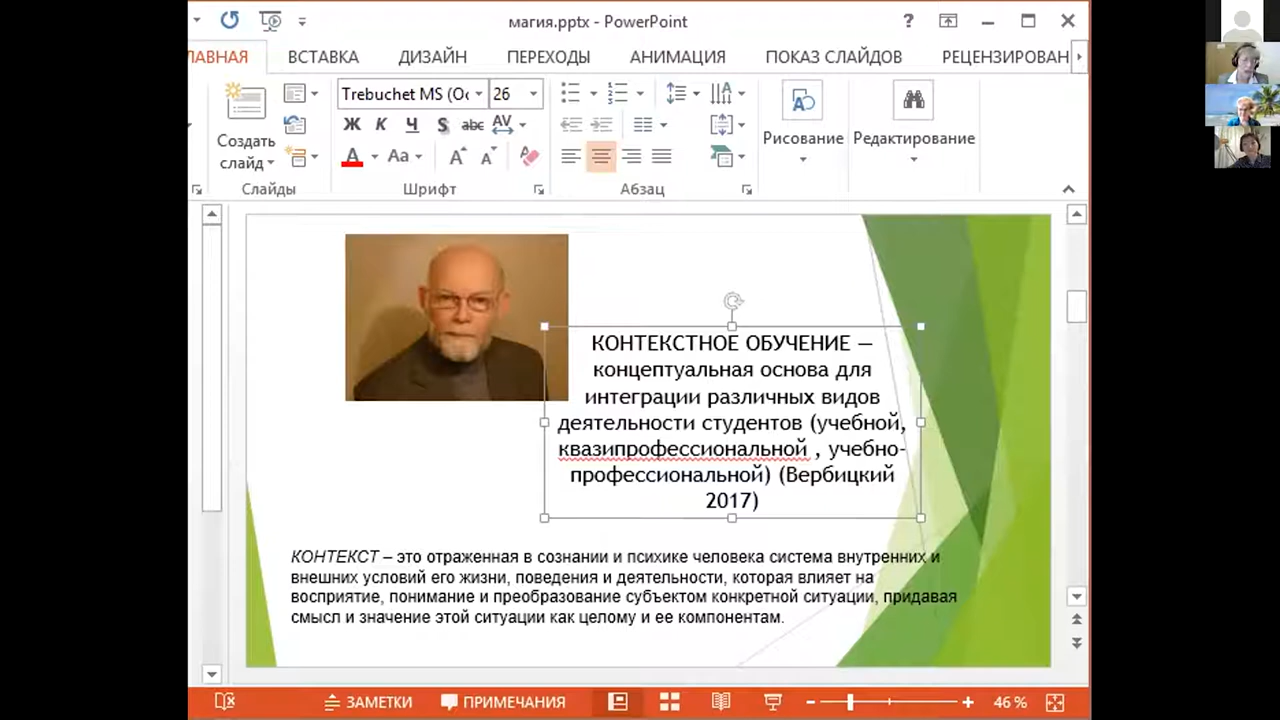 магия.pptx - PowerPoint
?
ЛАВНАЯ ВСТАВКА ДИЗАЙН ПЕРЕХОДЫ АНИМАЦИЯ ПОКАЗ СЛАЙДОВ РЕЦЕНЗИРОВАН
Trebuchet MS (Ос 26
Ж К Ч S abc AV
A Aa A A
Создать
слайд
Рисование
Редактирование
Слайды Шрифт Абзац
КОНТЕКСТНОЕ ОБУЧЕНИЕ —
концептуальная основа для
интеграции различных видов
деятельности студентов (учебной,
квазипрофессиональной , учебно-
профессиональной) (Вербицкий
2017)
КОНТЕКСТ – это отраженная в сознании и психике человека система внутренних и
внешних условий его жизни, поведения и деятельности, которая влияет на
восприятие, понимание и преобразование субъектом конкретной ситуации, придавая
смысл и значение этой ситуации как целому и ее компонентам.
ЗАМЕТКИ ПРИМЕЧАНИЯ 46 %